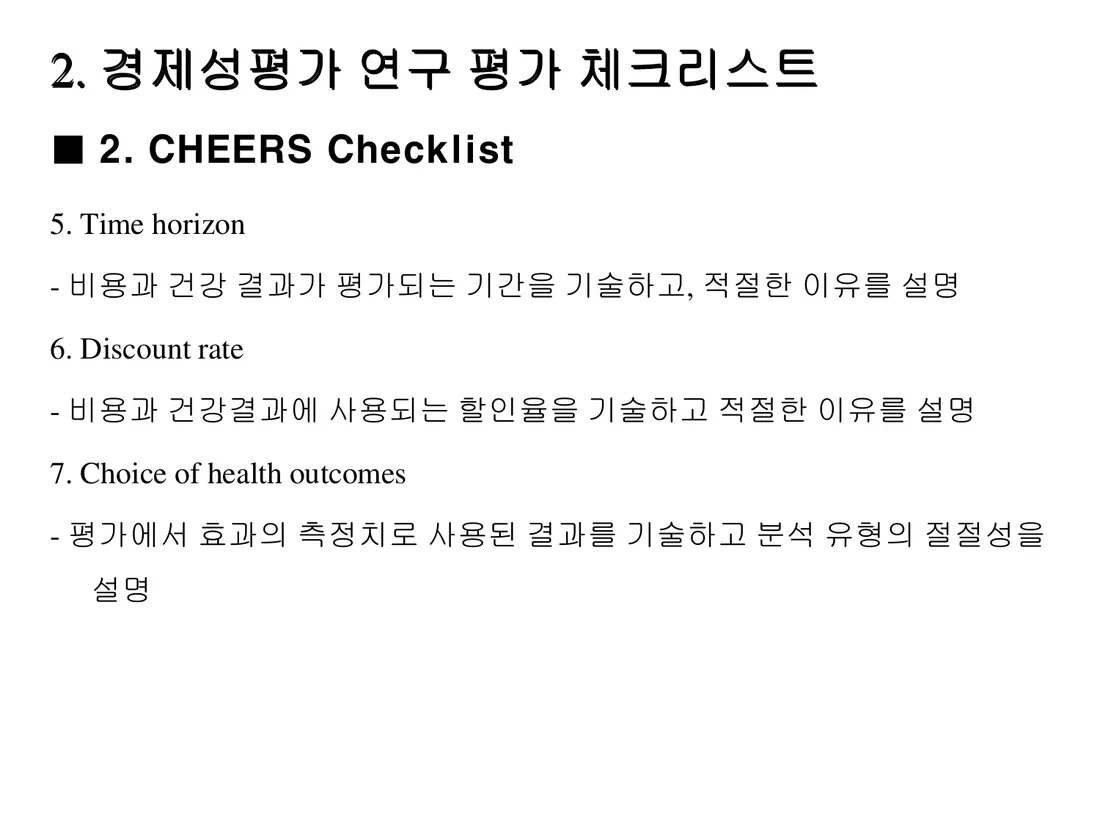 2. 경제성평가 연구 평가 체크리스트
■ 2. CHEERS Checklist
5. Time horizon
- 비용과 건강 결과가 평가되는 기간을 기술하고, 적절한 이유를 설명
6. Discount rate
- 비용과 건강결과에 사용되는 할인율을 기술하고 적절한 이유를 설명
7. Choice of health outcomes
- 평가에서 효과의 측정치로 사용된 결과를 기술하고 분석 유형의 절절성을
설명